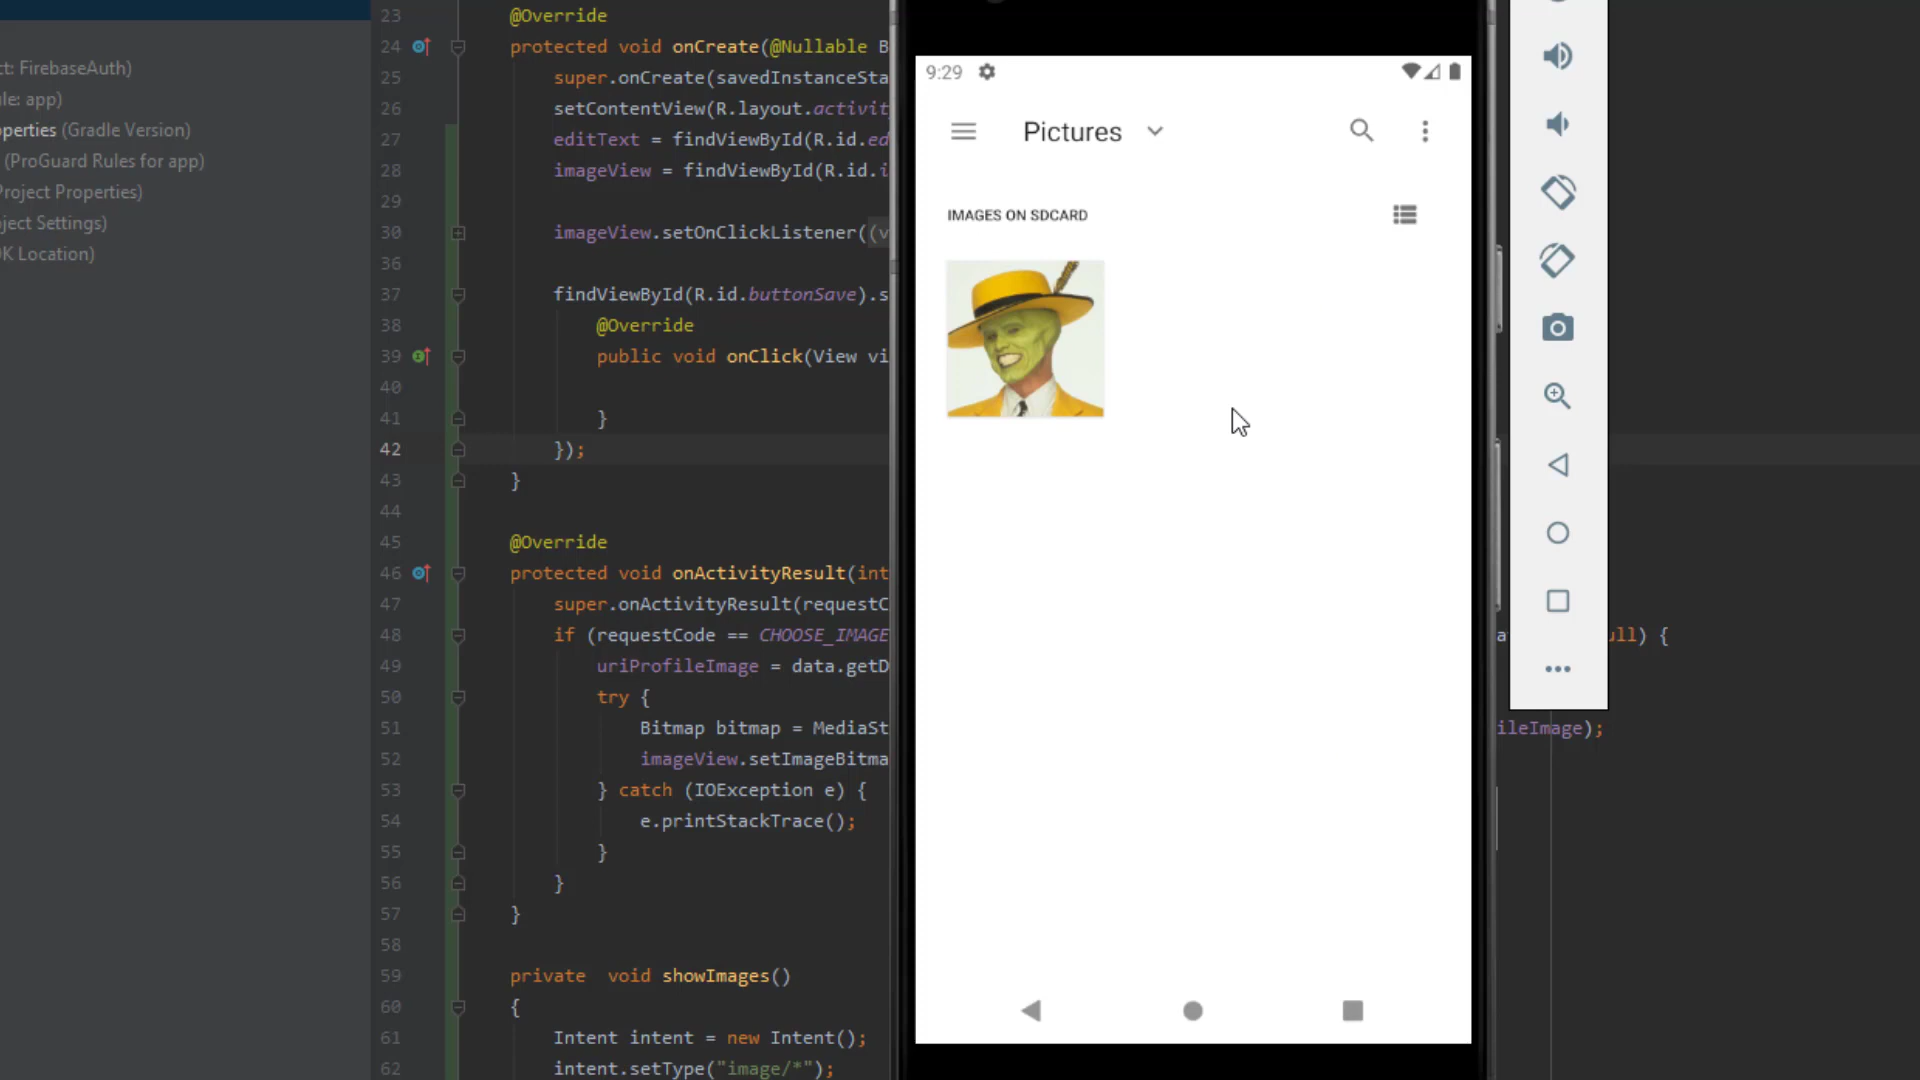 ct: FirebaseAuth)
le: app)
perties (Gradle Version)
(ProGuard Rules for app)
Project Properties)
ject Settings)
K Location)
23 @Override
24 protected void onCreate(@Nullable B
25 super.onCreate(savedInstanceSta
26 setContentView(R.layout.activit
27 editText = findViewById(R.id.ed
28 imageView = findViewById(R.id.i
29
30 imageView.setOnClickListener((v
36
37 findViewById(R.id.buttonSave).s
38 @Override
39 public void onClick(View vi
40
41 }
42 });
43 }
44
45 @Override
46 protected void onActivityResult(int
47 super.onActivityResult(requestC
48 if (requestCode == CHOOSE_IMAGE
49 uriProfileImage = data.getD
50 try {
51 Bitmap bitmap = MediaSt
52 imageView.setImageBitma
53 } catch (IOException e) {
54 e.printStackTrace();
55 }
56 }
57 }
58
59 private void showImages()
60 {
61 Intent intent = new Intent();
62 intent.setType("image/*");
9:29
Pictures
IMAGES ON SDCARD
ull) {
ileImage);